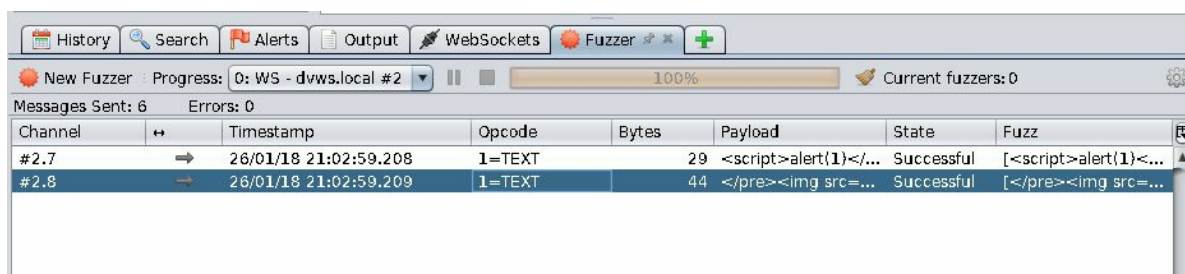 History Search Alerts Output WebSockets Fuzzer
New Fuzzer Progress: 0: WS - dvws.local #2 100% Current fuzzers: 0
Messages Sent: 6 Errors: 0
Channel ↔ Timestamp Opcode Bytes Payload State Fuzz
#2.7 26/01/18 21:02:59.208 1=TEXT 29 <script>alert(1)</... Successful [<script>alert(1)<...
#2.8 26/01/18 21:02:59.209 1=TEXT 44 </pre><img src=... Successful [</pre><img src=...